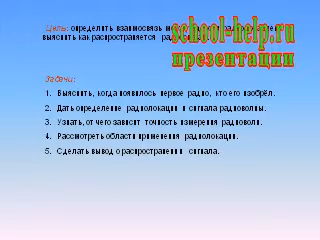 Цель: определить взаимосвязь
выяснить как распространяется
school-help.ru
презентации
Задачи:
1. Выяснить, когда появилось первое радио, кто его изобрёл.
2. Дать определение радиолокации и сигнала радиоволны.
3. Узнать, от чего зависит точность измерения радиоволн.
4. Рассмотреть области применения радиолокации.
5. Сделать вывод о распространении сигнала.